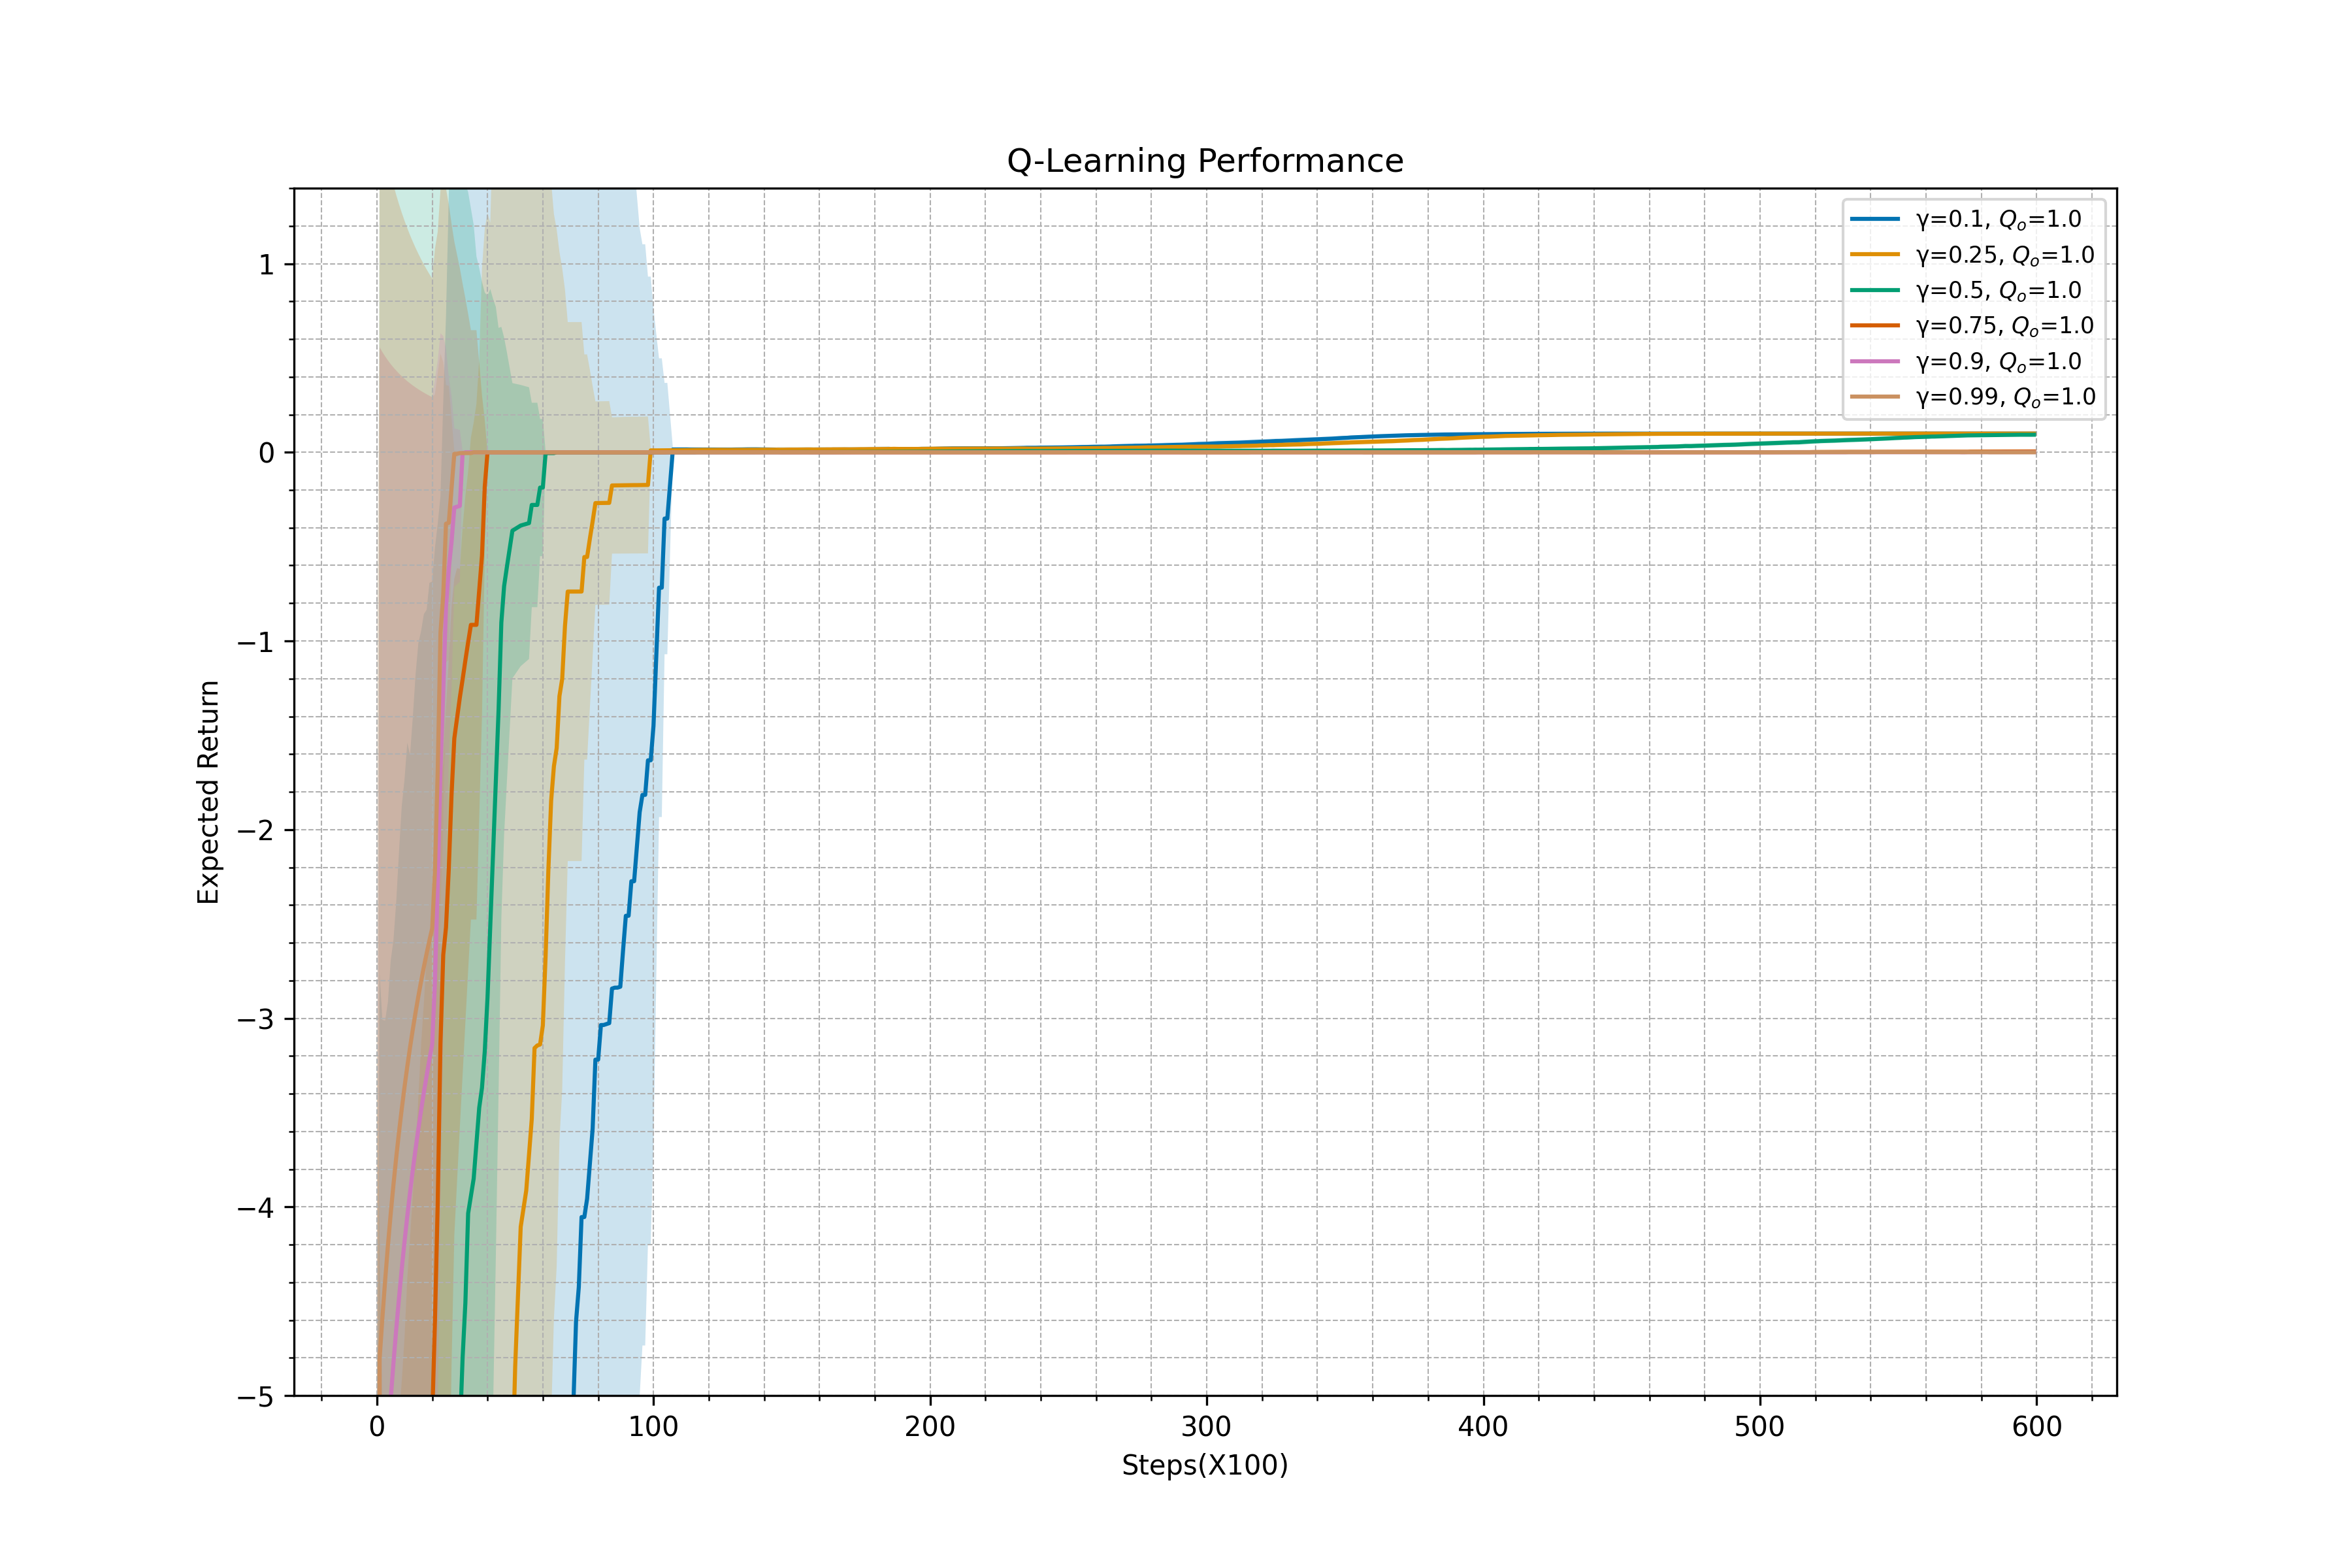 Q-Learning Performance
γ=0.1, Qₒ=1.0
γ=0.25, Qₒ=1.0
γ=0.5, Qₒ=1.0
γ=0.75, Qₒ=1.0
γ=0.9, Qₒ=1.0
γ=0.99, Qₒ=1.0
Expected Return
1
0
−1
−2
−3
−4
−5
0 100 200 300 400 500 600
Steps(X100)